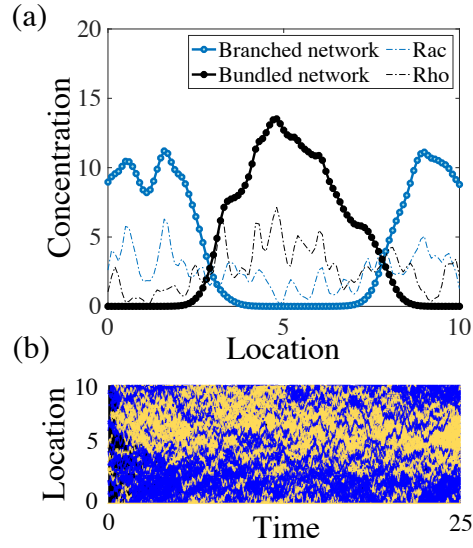 (a)
20
15
10
5
0
Concentration
Branched network
Rac
Bundled network
Rho
0 5 10
Location
(b)
10
5
0
Location
0 25
Time